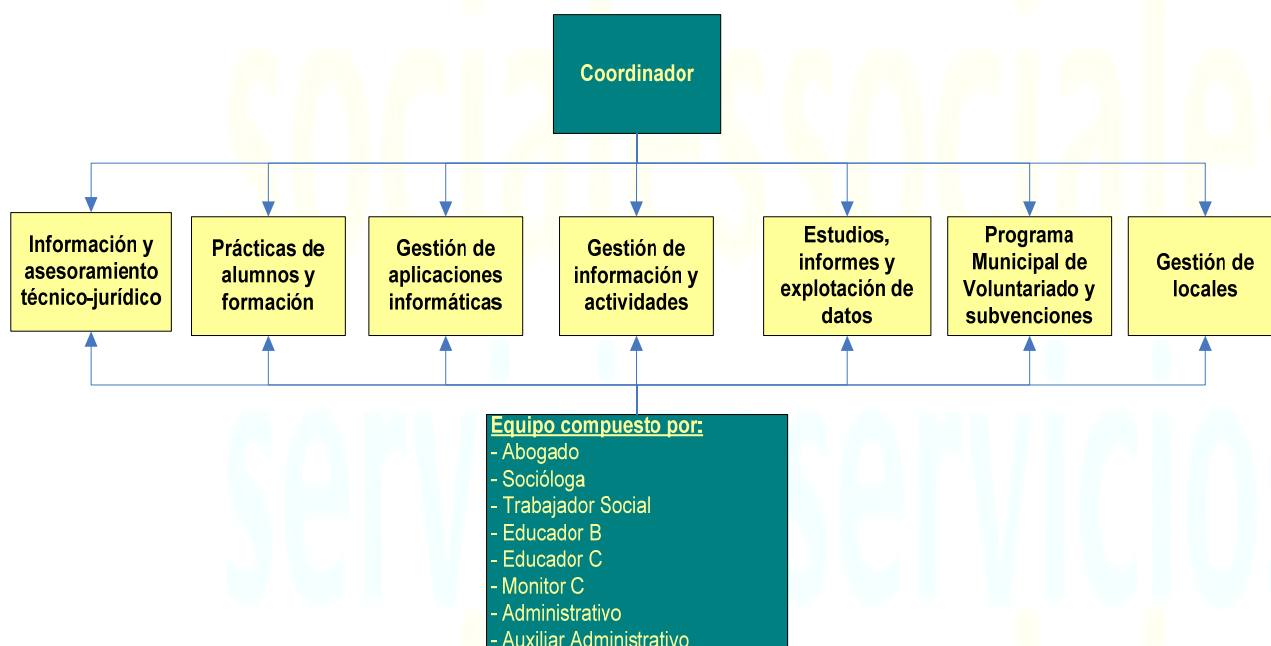 Coordinador
Información y
asesoramiento
técnico-jurídico
Prácticas de
alumnos y
formación
Gestión de
aplicaciones
informáticas
Gestión de
información y
actividades
Estudios,
informes y
explotación de
datos
Programa
Municipal de
Voluntariado y
subvenciones
Gestión de
locales
Equipo compuesto por:
- Abogado
- Socióloga
- Trabajador Social
- Educador B
- Educador C
- Monitor C
- Administrativo
- Auxiliar Administrativo